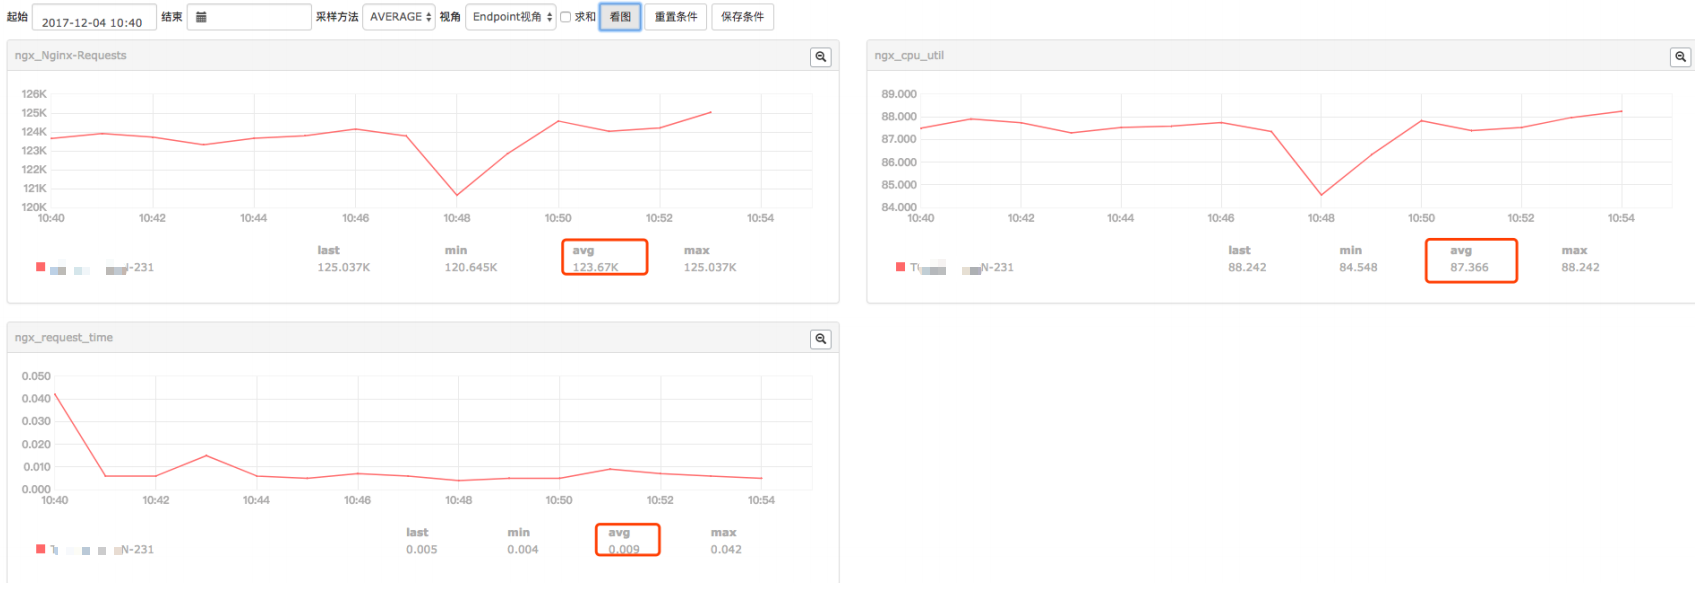 起始 2017-12-04 10:40 结束 采样方法 AVERAGE 视角 Endpoint视角 求和 看图 重置条件 保存条件
ngx_Nginx-Requests
126K
125K
124K
123K
122K
121K
120K
10:40 10:42 10:44 10:46 10:48 10:50 10:52 10:54
last min avg max
-231 125.037K 120.645K 123.67K 125.037K
ngx_cpu_util
89.000
88.000
87.000
86.000
85.000
84.000
10:40 10:42 10:44 10:46 10:48 10:50 10:52 10:54
last min avg max
N-231 88.242 84.548 87.366 88.242
ngx_request_time
0.050
0.040
0.030
0.020
0.010
0.000
10:40 10:42 10:44 10:46 10:48 10:50 10:52 10:54
last min avg max
N-231 0.005 0.004 0.009 0.042